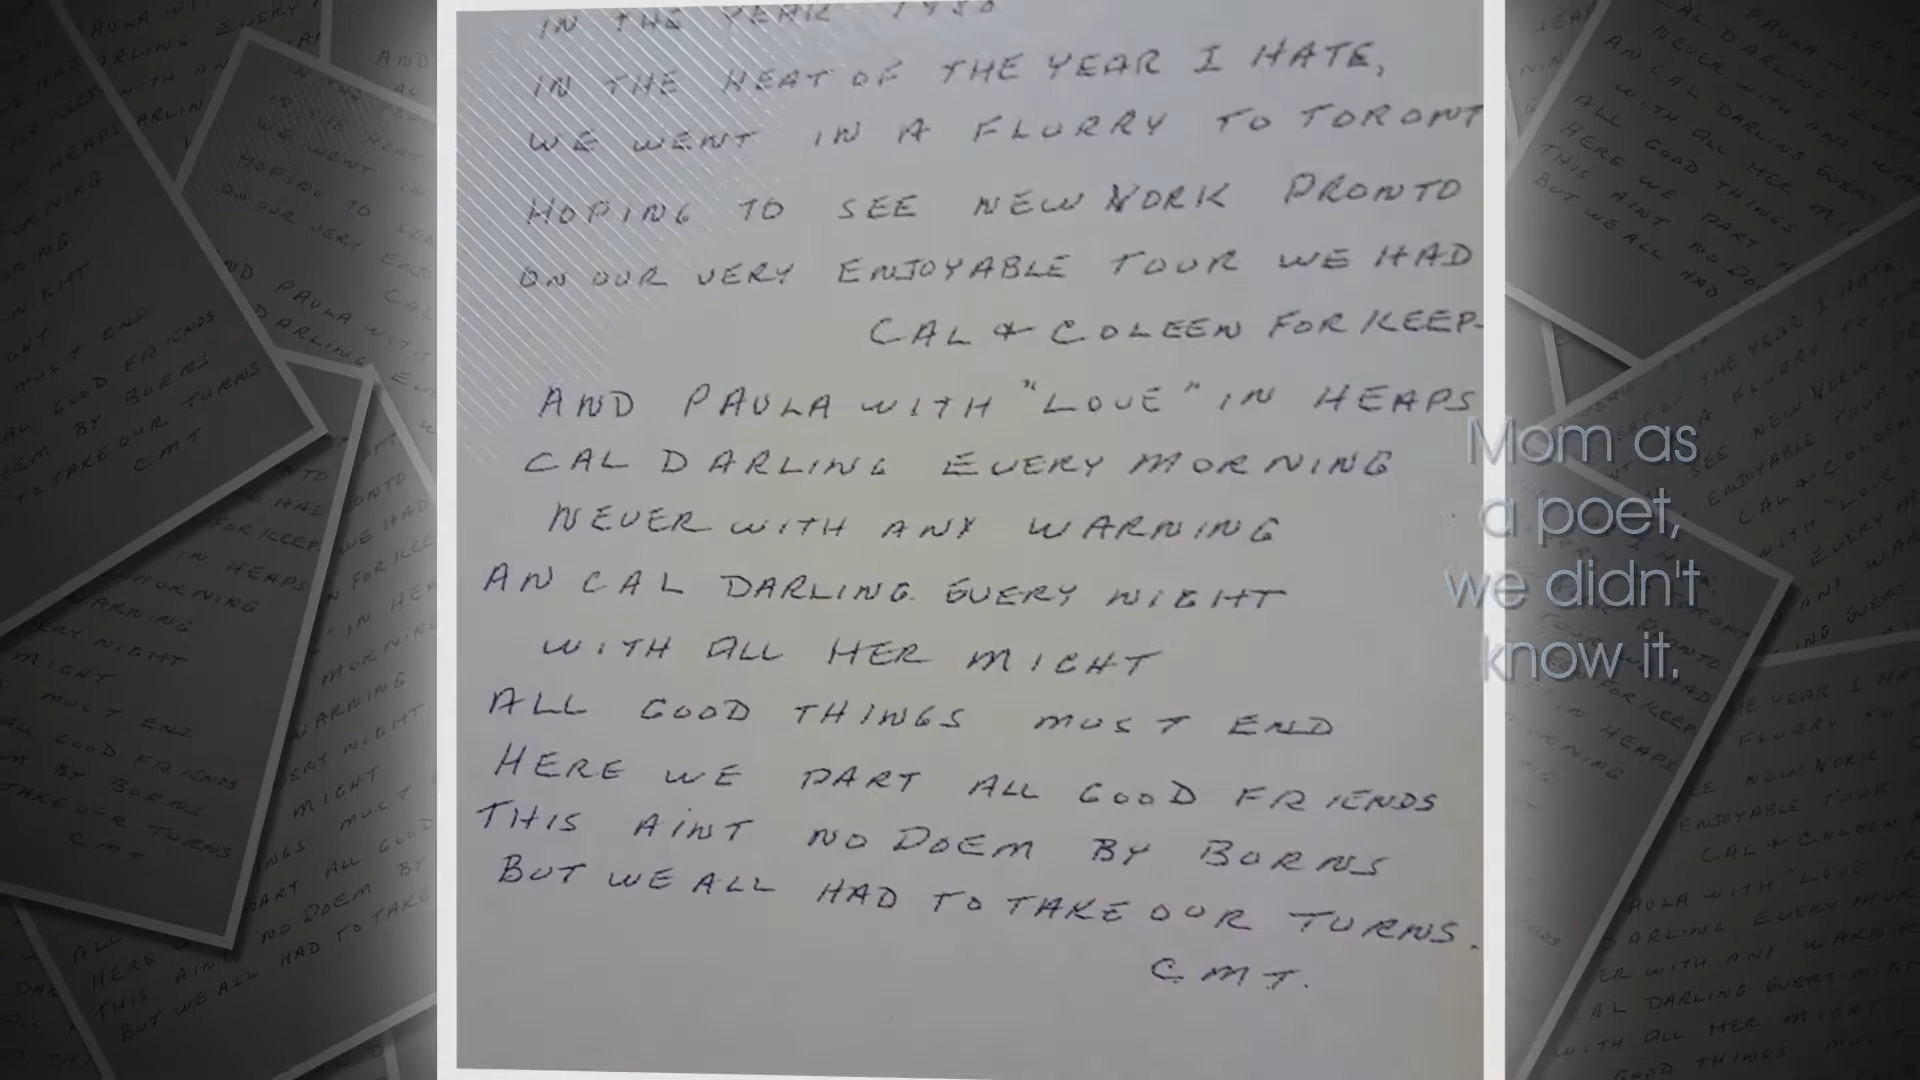 IN THE YEAR
IN THE HEAT OF THE YEAR I HATE,
WE WENT IN A FLURRY TO TORONT
HOPING TO SEE NEW YORK PRONTO
ON OUR VERY ENJOYABLE TOUR WE HAD
CAL & COLEEN FOR KEEP-
AND PAULA WITH "LOVE" IN HEAPS
CAL DARLING EVERY MORNING
NEVER WITH ANY WARNING
AN CAL DARLING EVERY NIGHT
WITH ALL HER MIGHT
ALL GOOD THINGS MUST END
HERE WE PART ALL GOOD FRIENDS
THIS AINT NO POEM BY BORNS
BUT WE ALL HAD TO TAKE OUR TURNS.
C.M.T.
Mom as
a poet,
we didn't
know it.